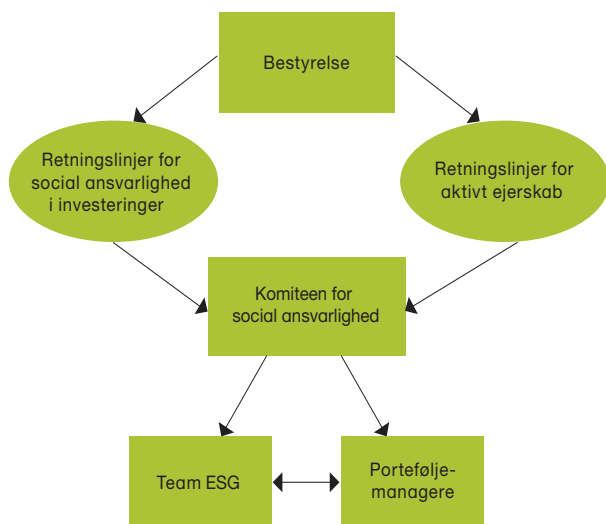 Bestyrelse
Retningslinjer for
social ansvarlighed
i investeringer
Retningslinjer for
aktivt ejerskab
Komiteen for
social ansvarlighed
Team ESG
Portefølje-
managere